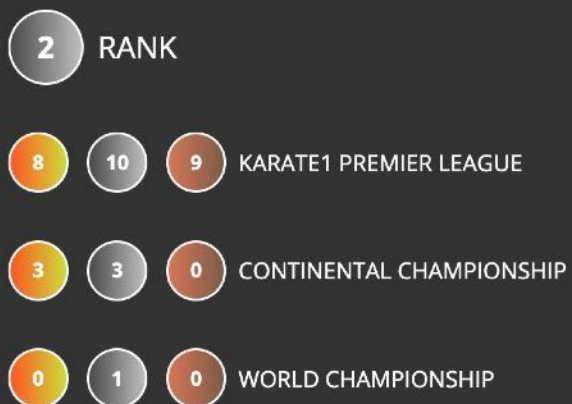 2 RANK
8 10 9 KARATE1 PREMIER LEAGUE
3 3 0 CONTINENTAL CHAMPIONSHIP
0 1 0 WORLD CHAMPIONSHIP